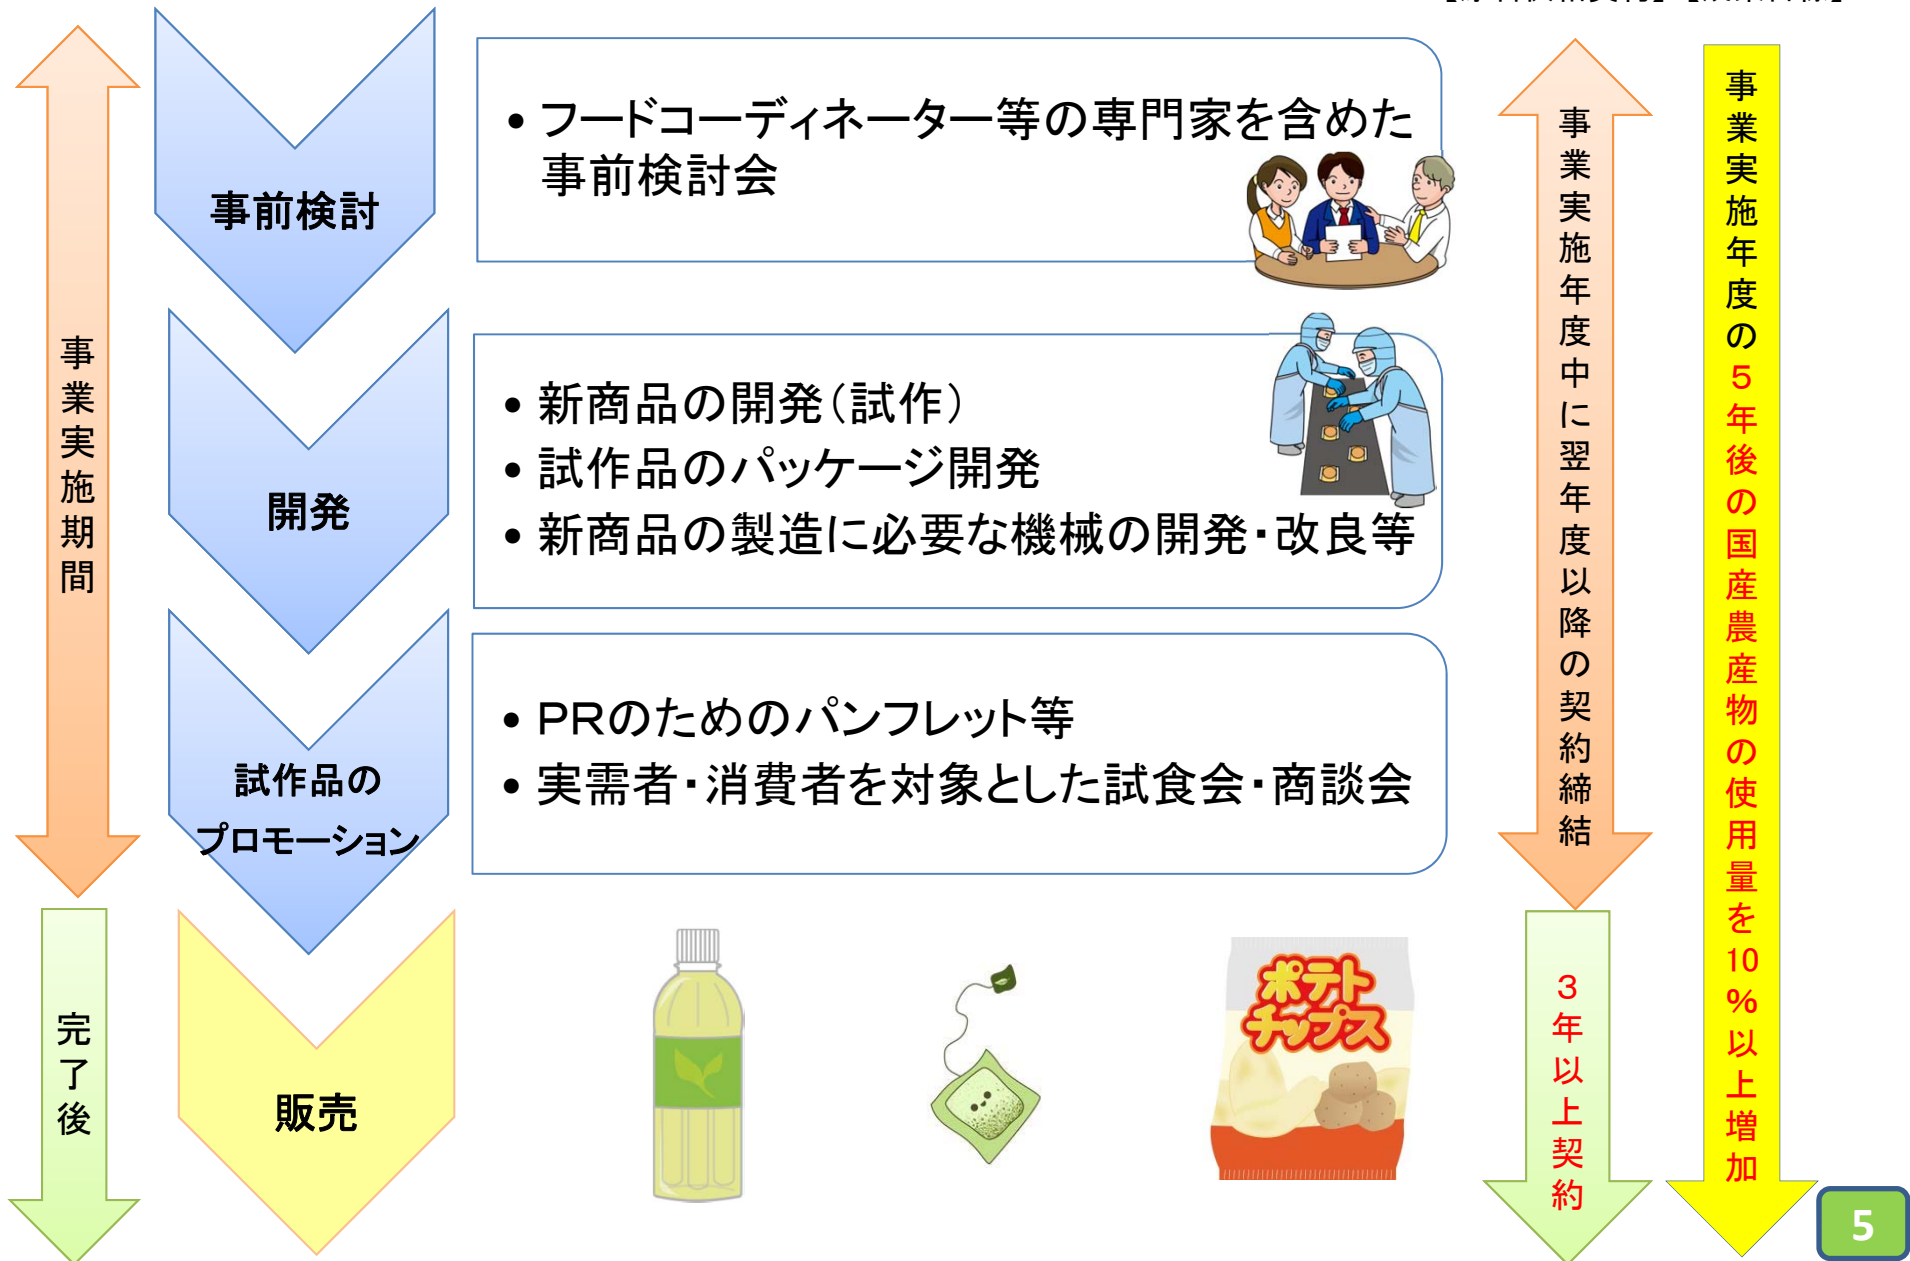 事業実施期間
完了後
事前検討
・フードコーディネーター等の専門家を含めた
事前検討会
開発
・新商品の開発(試作)
・試作品のパッケージ開発
・新商品の製造に必要な機械の開発・改良等
試作品の
プロモーション
・PRのためのパンフレット等
・実需者・消費者を対象とした試食会・商談会
販売
ポテト
チップス
事業実施年度中に翌年度以降の契約締結
3年以上契約
事業実施年度の5年後の国産農産物の使用量を10%以上増加
5